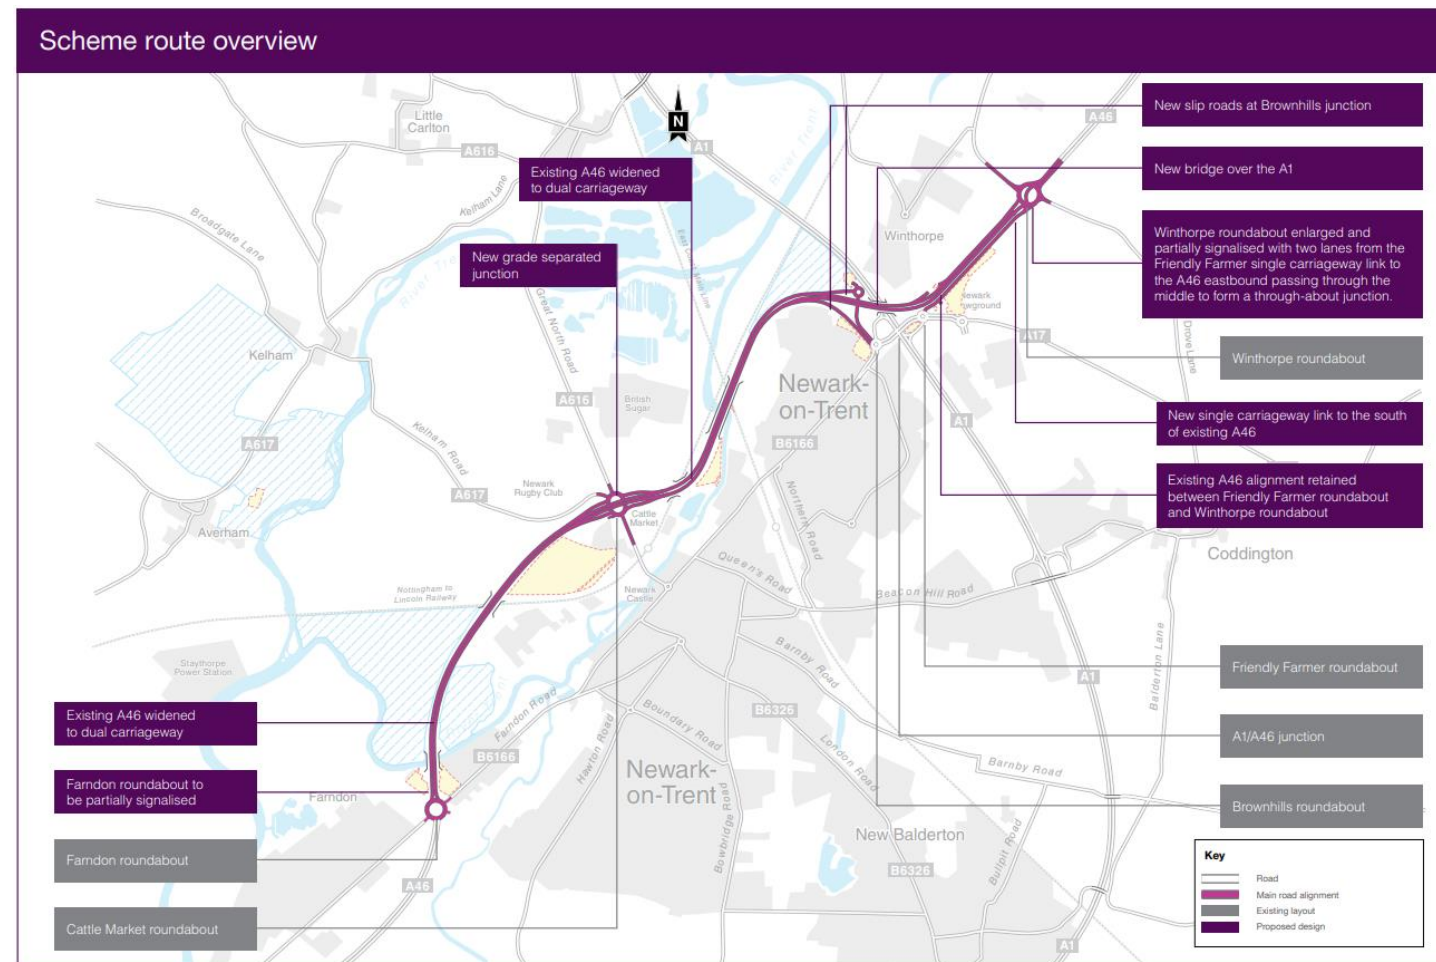 Scheme route overview
Little
Carlton
A616
Kelham Lane
Broadgate Lane
River Trent
Existing A46 widened
to dual carriageway
New grade separated
junction
N
A1
River Trent
A46
New slip roads at Brownhills junction
New bridge over the A1
Winthorpe roundabout enlarged and
partially signalised with two lanes from the
Friendly Farmer single carriageway link to
the A46 eastbound passing through the
middle to form a through-about junction.
Winthorpe roundabout
New single carriageway link to the south
of existing A46
Existing A46 alignment retained
between Friendly Farmer roundabout
and Winthorpe roundabout
Winthorpe
East Coast Main Line
Great North Road
Kelham
A17
Drove Lane
Newark-
on-Trent
British
Sugar
A616
A617
Kelham Road
A1
B6166
Newark
Rugby Club
A617
Cattle
Market
Northern Road
Averham
Coddington
Queen's Road
Beacon Hill Road
Nottingham to
Lincoln Railway
Newark
Castle
Staythorpe
Power Station
Barnby Road
Balderton Lane
Friendly Farmer roundabout
A1
Existing A46 widened
to dual carriageway
Farndon Road
Boundary Road
B6326
A1/A46 junction
B6166
Hawton Road
London Road
Barnby Road
Farndon roundabout to
be partially signalised
Farndon
Newark-
on-Trent
Brownhills roundabout
Bowbridge Road
New Balderton
Bullpit Road
Farndon roundabout
B6326
A46
Cattle Market roundabout
A1
Key
Road
Main road alignment
Existing layout
Proposed design